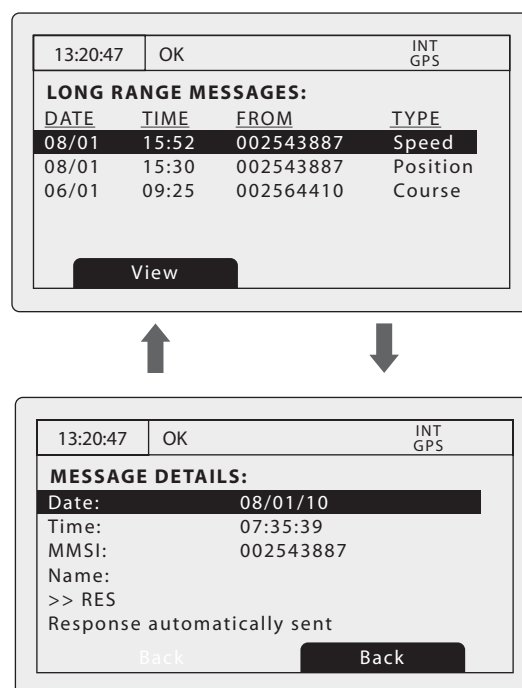 13:20:47 OK INT
GPS
LONG RANGE MESSAGES:
DATE TIME FROM TYPE
08/01 15:52 002543887 Speed
08/01 15:30 002543887 Position
06/01 09:25 002564410 Course
View
13:20:47 OK INT
GPS
MESSAGE DETAILS:
Date: 08/01/10
Time: 07:35:39
MMSI: 002543887
Name:
>> RES
Response automatically sent
Back Back